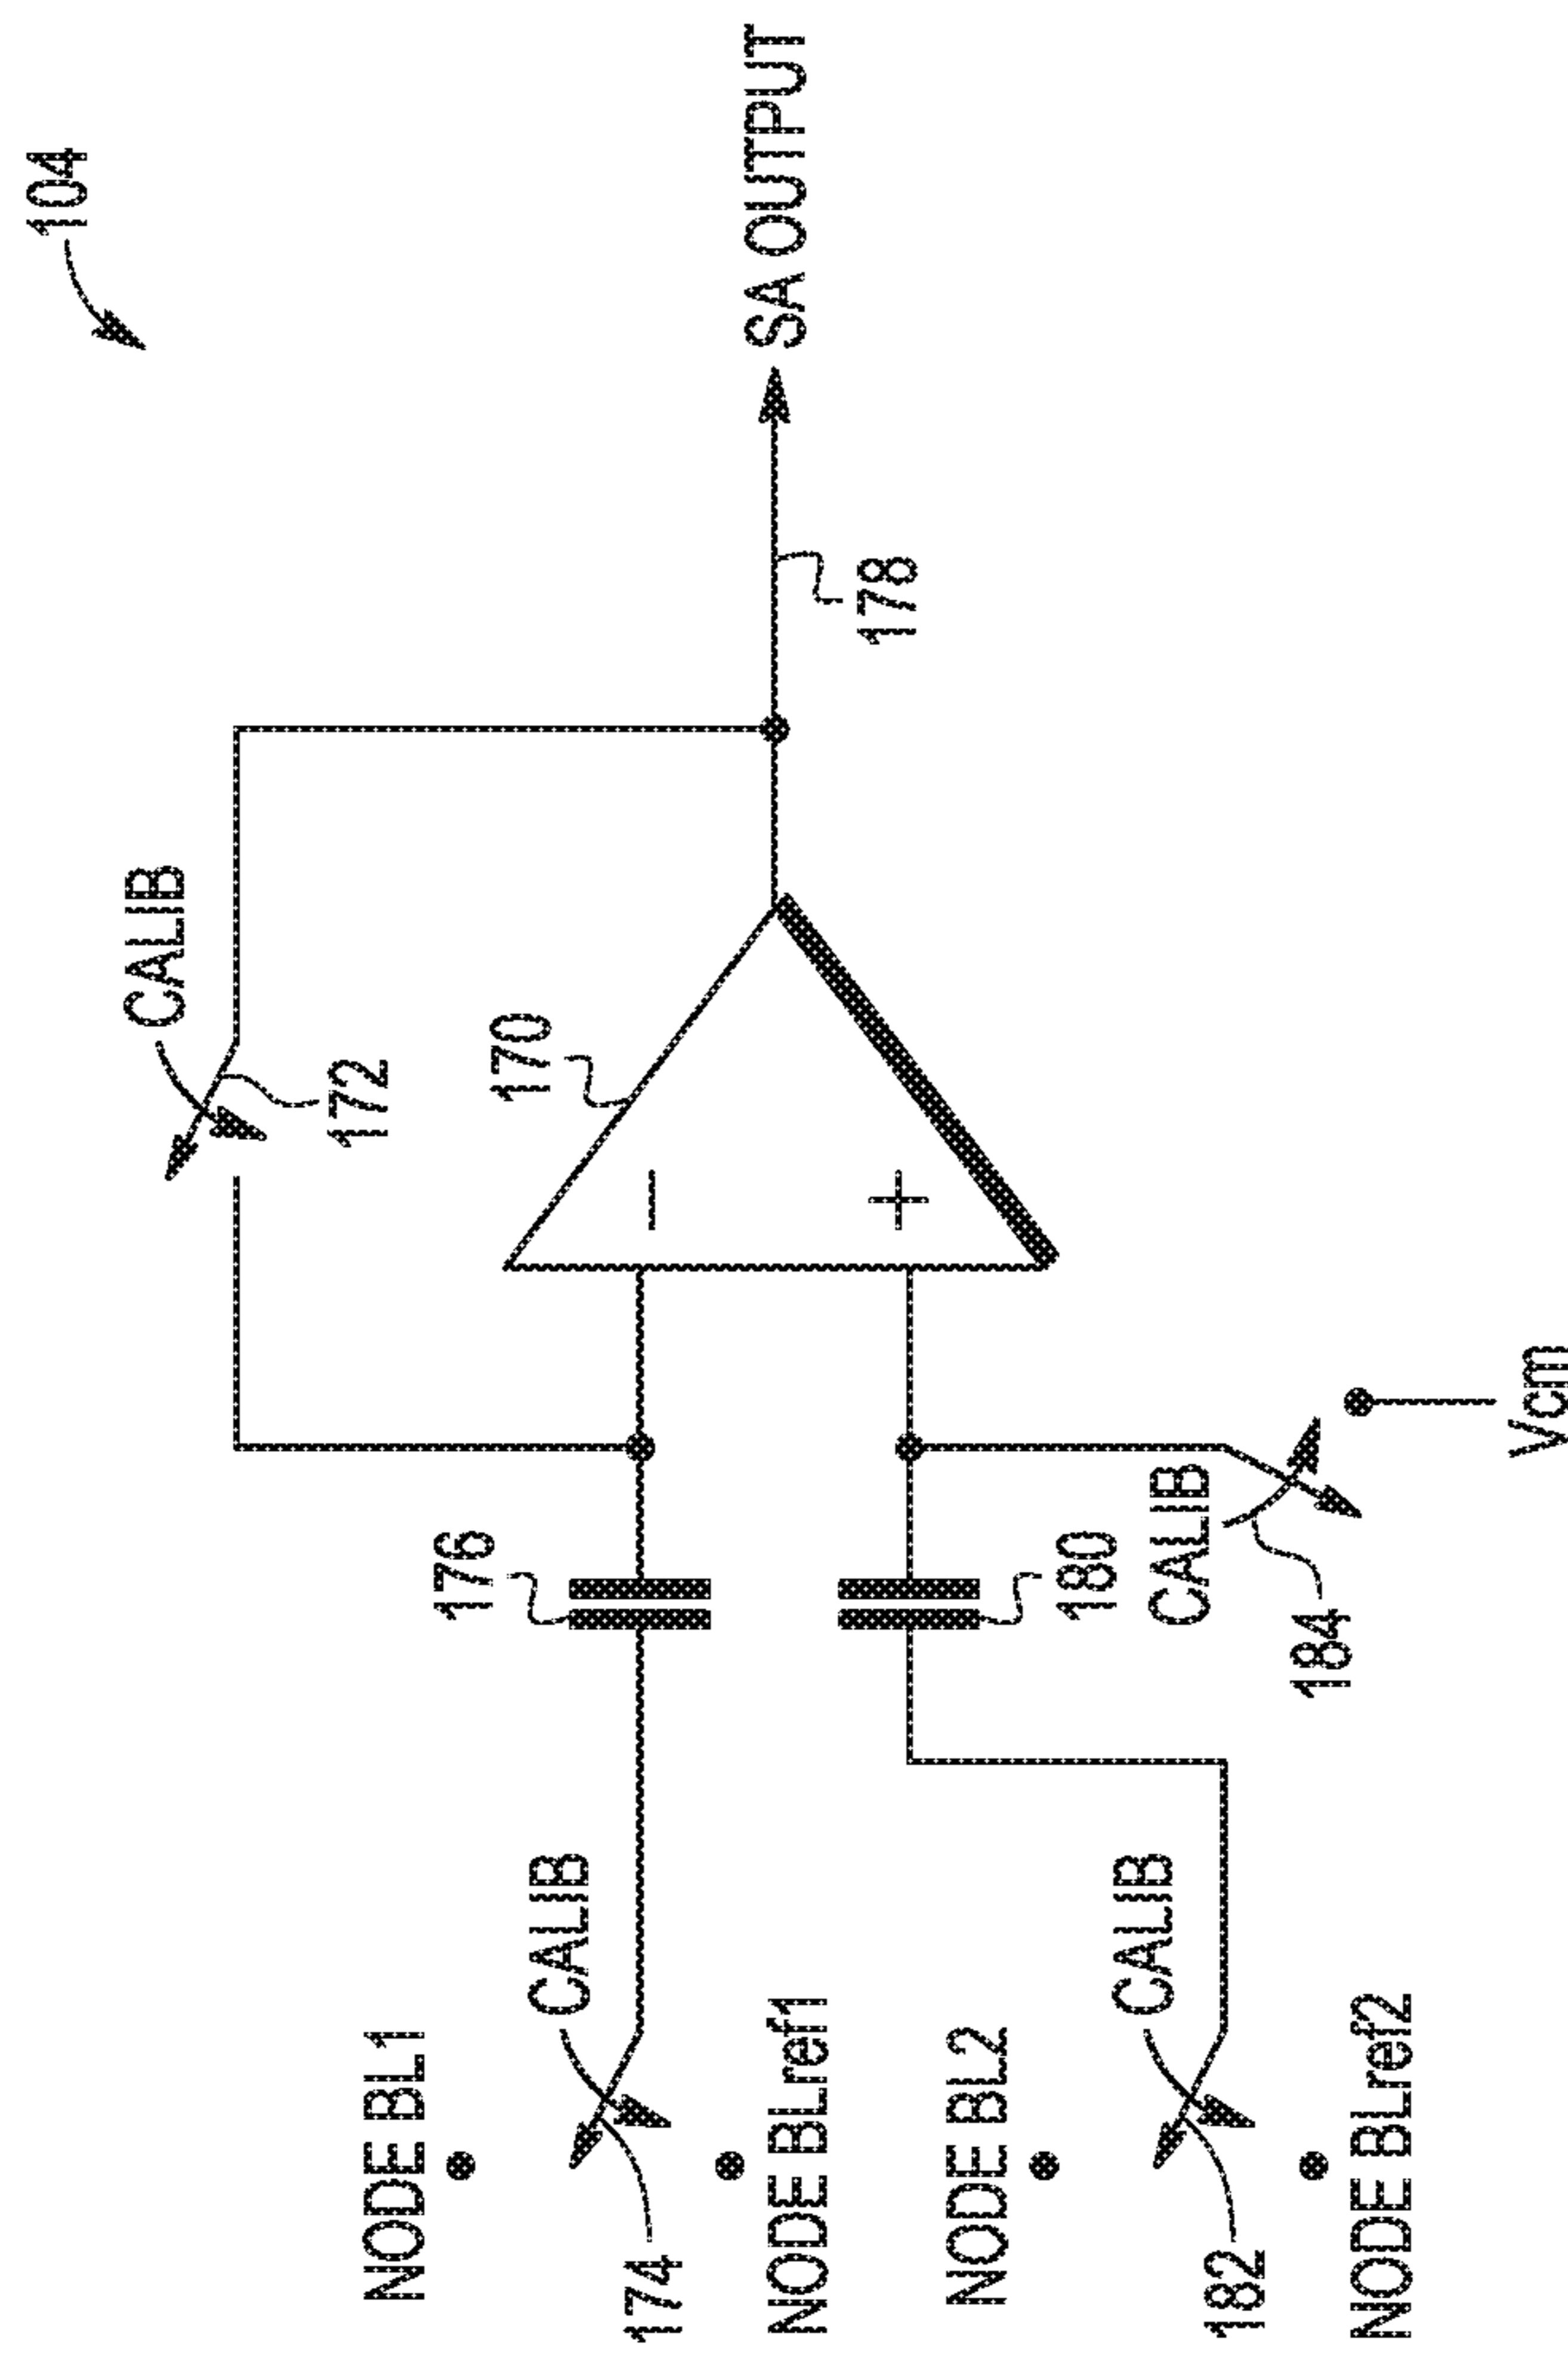 104
CALIB
172
170
SA OUTPUT
178
176
NODE BL1
CALIB
174
NODE BLref1
180
CALIB
184
Vcm
NODE BL2
CALIB
182
NODE BLref2
−
+